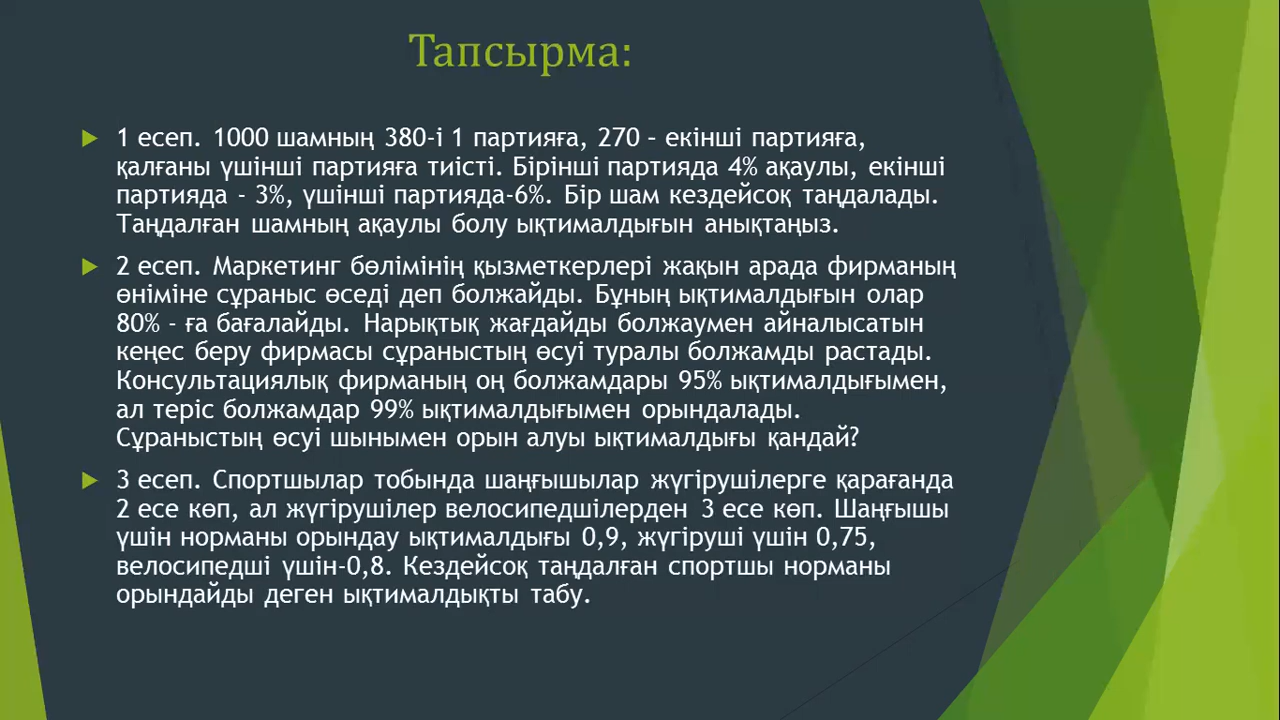 Тапсырма:
1 есеп. 1000 шамның 380-і 1 партияға, 270 – екінші партияға,
қалғаны үшінші партияға тиісті. Бірінші партияда 4% ақаулы, екінші
партияда - 3%, үшінші партияда-6%. Бір шам кездейсоқ таңдалады.
Таңдалған шамның ақаулы болу ықтималдығын анықтаңыз.
2 есеп. Маркетинг бөлімінің қызметкерлері жақын арада фирманың
өніміне сұраныс өседі деп болжайды. Бұның ықтималдығын олар
80% - ға бағалайды. Нарықтық жағдайды болжаумен айналысатын
кеңес беру фирмасы сұраныстың өсуі туралы болжамды растады.
Консультациялық фирманың оң болжамдары 95% ықтималдығымен,
ал теріс болжамдар 99% ықтималдығымен орындалады.
Сұраныстың өсуі шынымен орын алуы ықтималдығы қандай?
3 есеп. Спортшылар тобында шаңғышылар жүгірушілерге қарағанда
2 есе көп, ал жүгірушілер велосипедшілерден 3 есе көп. Шаңғышы
үшін норманы орындау ықтималдығы 0,9, жүгіруші үшін 0,75,
велосипедші үшін-0,8. Кездейсоқ таңдалған спортшы норманы
орындайды деген ықтималдықты табу.